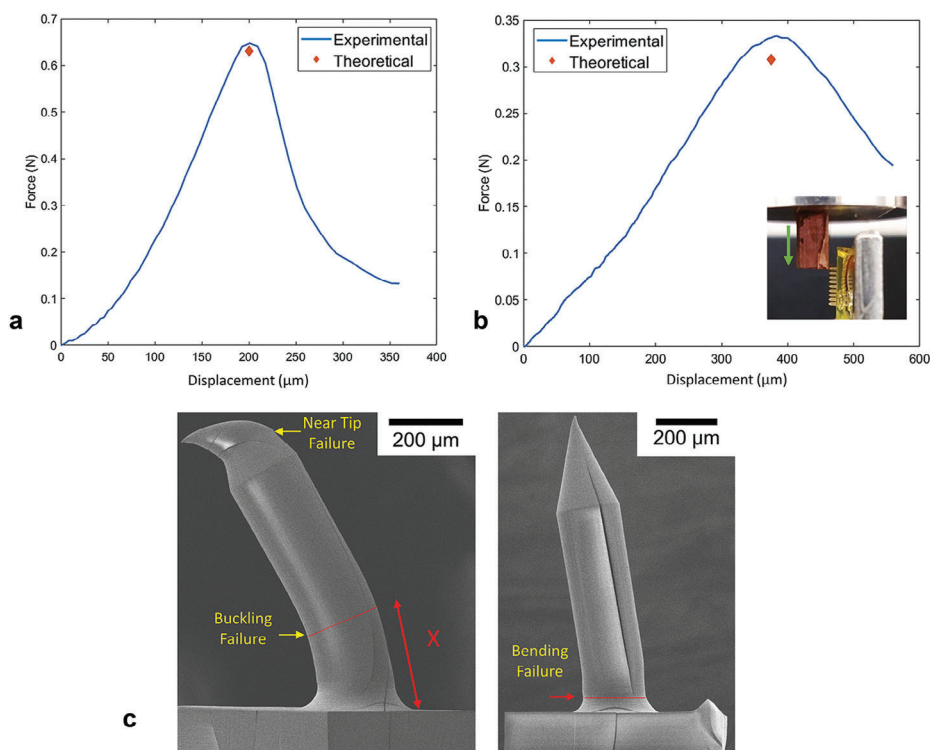 0.7
0.6
0.5
0.4
0.3
0.2
0.1
0
Force (N)
0 50 100 150 200 250 300 350 400
Displacement (µm)
Experimental
Theoretical
a
0.35
0.3
0.25
0.2
0.15
0.1
0.05
0
Force (N)
0 100 200 300 400 500 600
Displacement (µm)
Experimental
Theoretical
b
Near Tip
Failure
200 µm
Buckling
Failure
X
c
200 µm
Bending
Failure